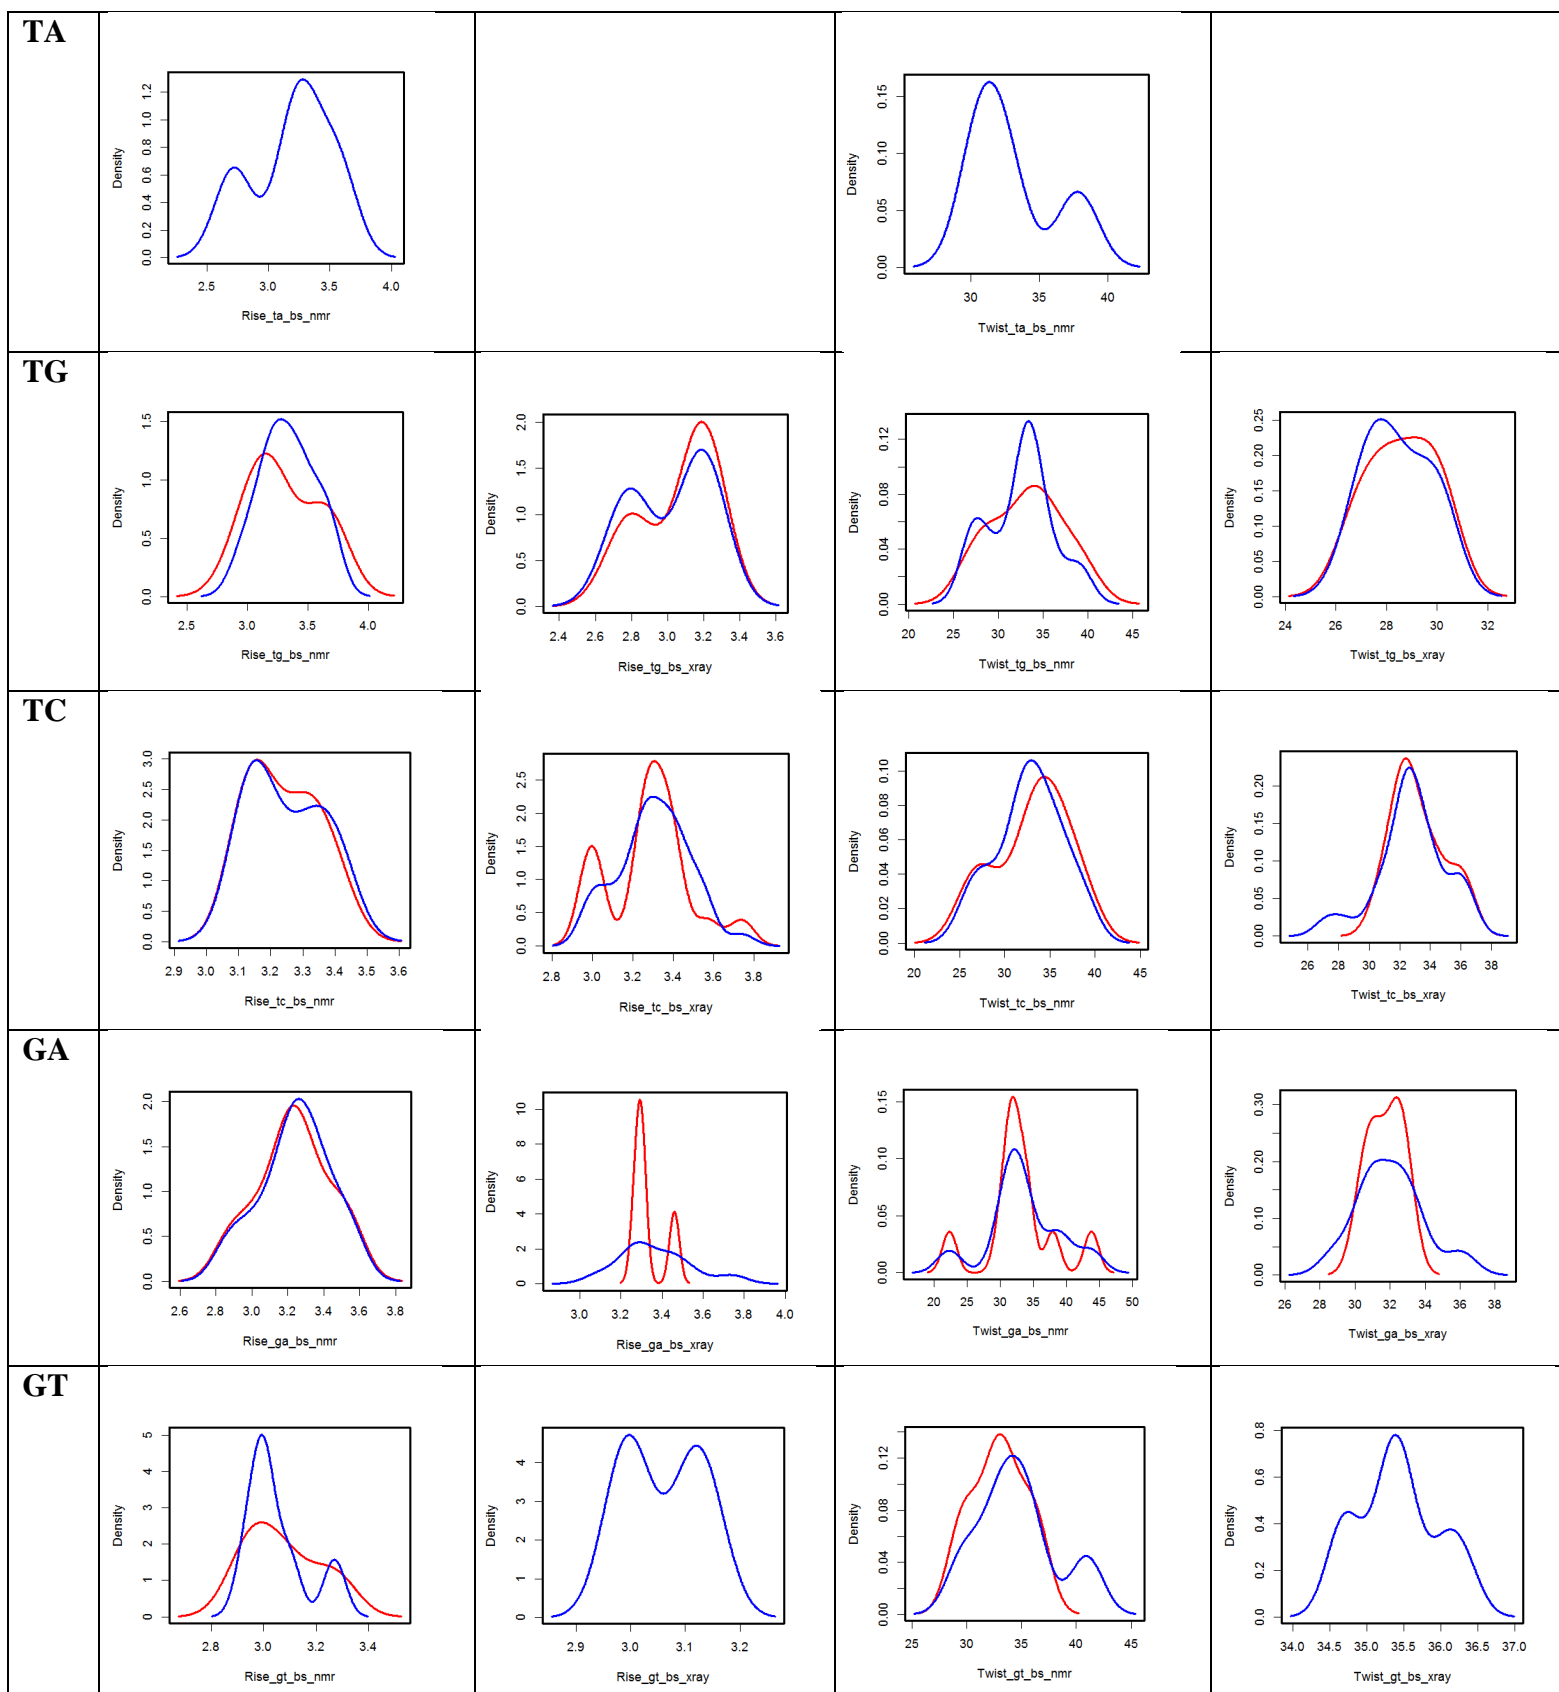 TA
Density
0.0 0.2 0.4 0.6 0.8 1.0 1.2
2.5 3.0 3.5 4.0
Rise_ta_bs_nmr
Density
0.00 0.05 0.10 0.15
30 35 40
Twist_ta_bs_nmr
TG
Density
0.0 0.5 1.0 1.5
2.5 3.0 3.5 4.0
Rise_tg_bs_nmr
Density
0.0 0.5 1.0 1.5 2.0
2.4 2.6 2.8 3.0 3.2 3.4 3.6
Rise_tg_bs_xray
Density
0.00 0.04 0.08 0.12
20 25 30 35 40 45
Twist_tg_bs_nmr
Density
0.00 0.05 0.10 0.15 0.20 0.25
24 26 28 30 32
Twist_tg_bs_xray
TC
Density
0.0 0.5 1.0 1.5 2.0 2.5 3.0
2.9 3.0 3.1 3.2 3.3 3.4 3.5 3.6
Rise_tc_bs_nmr
Density
0.0 0.5 1.0 1.5 2.0 2.5
2.8 3.0 3.2 3.4 3.6 3.8
Rise_tc_bs_xray
Density
0.00 0.02 0.04 0.06 0.08 0.10
20 25 30 35 40 45
Twist_tc_bs_nmr
Density
0.00 0.05 0.10 0.15 0.20
26 28 30 32 34 36 38
Twist_tc_bs_xray
GA
Density
0.0 0.5 1.0 1.5 2.0
2.6 2.8 3.0 3.2 3.4 3.6 3.8
Rise_ga_bs_nmr
Density
0 2 4 6 8 10
3.0 3.2 3.4 3.6 3.8 4.0
Rise_ga_bs_xray
Density
0.00 0.05 0.10 0.15
20 25 30 35 40 45 50
Twist_ga_bs_nmr
Density
0.00 0.10 0.20 0.30
26 28 30 32 34 36 38
Twist_ga_bs_xray
GT
Density
0 1 2 3 4 5
2.8 3.0 3.2 3.4
Rise_gt_bs_nmr
Density
0 1 2 3 4
2.9 3.0 3.1 3.2
Rise_gt_bs_xray
Density
0.00 0.04 0.08 0.12
25 30 35 40 45
Twist_gt_bs_nmr
Density
0.0 0.2 0.4 0.6 0.8
34.0 34.5 35.0 35.5 36.0 36.5 37.0
Twist_gt_bs_xray